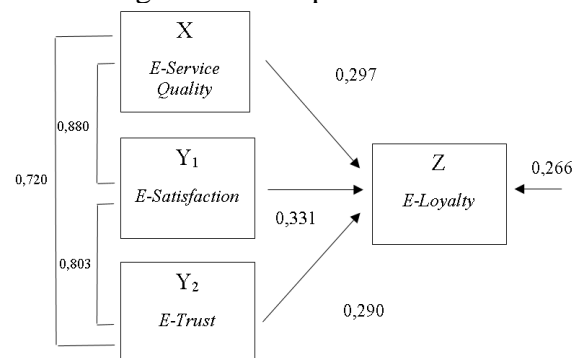 X
E-Service
Quality
0,297
0,880
Y1
E-Satisfaction
Z
E-Loyalty
0,266
0,720
0,331
0,803
Y2
E-Trust
0,290